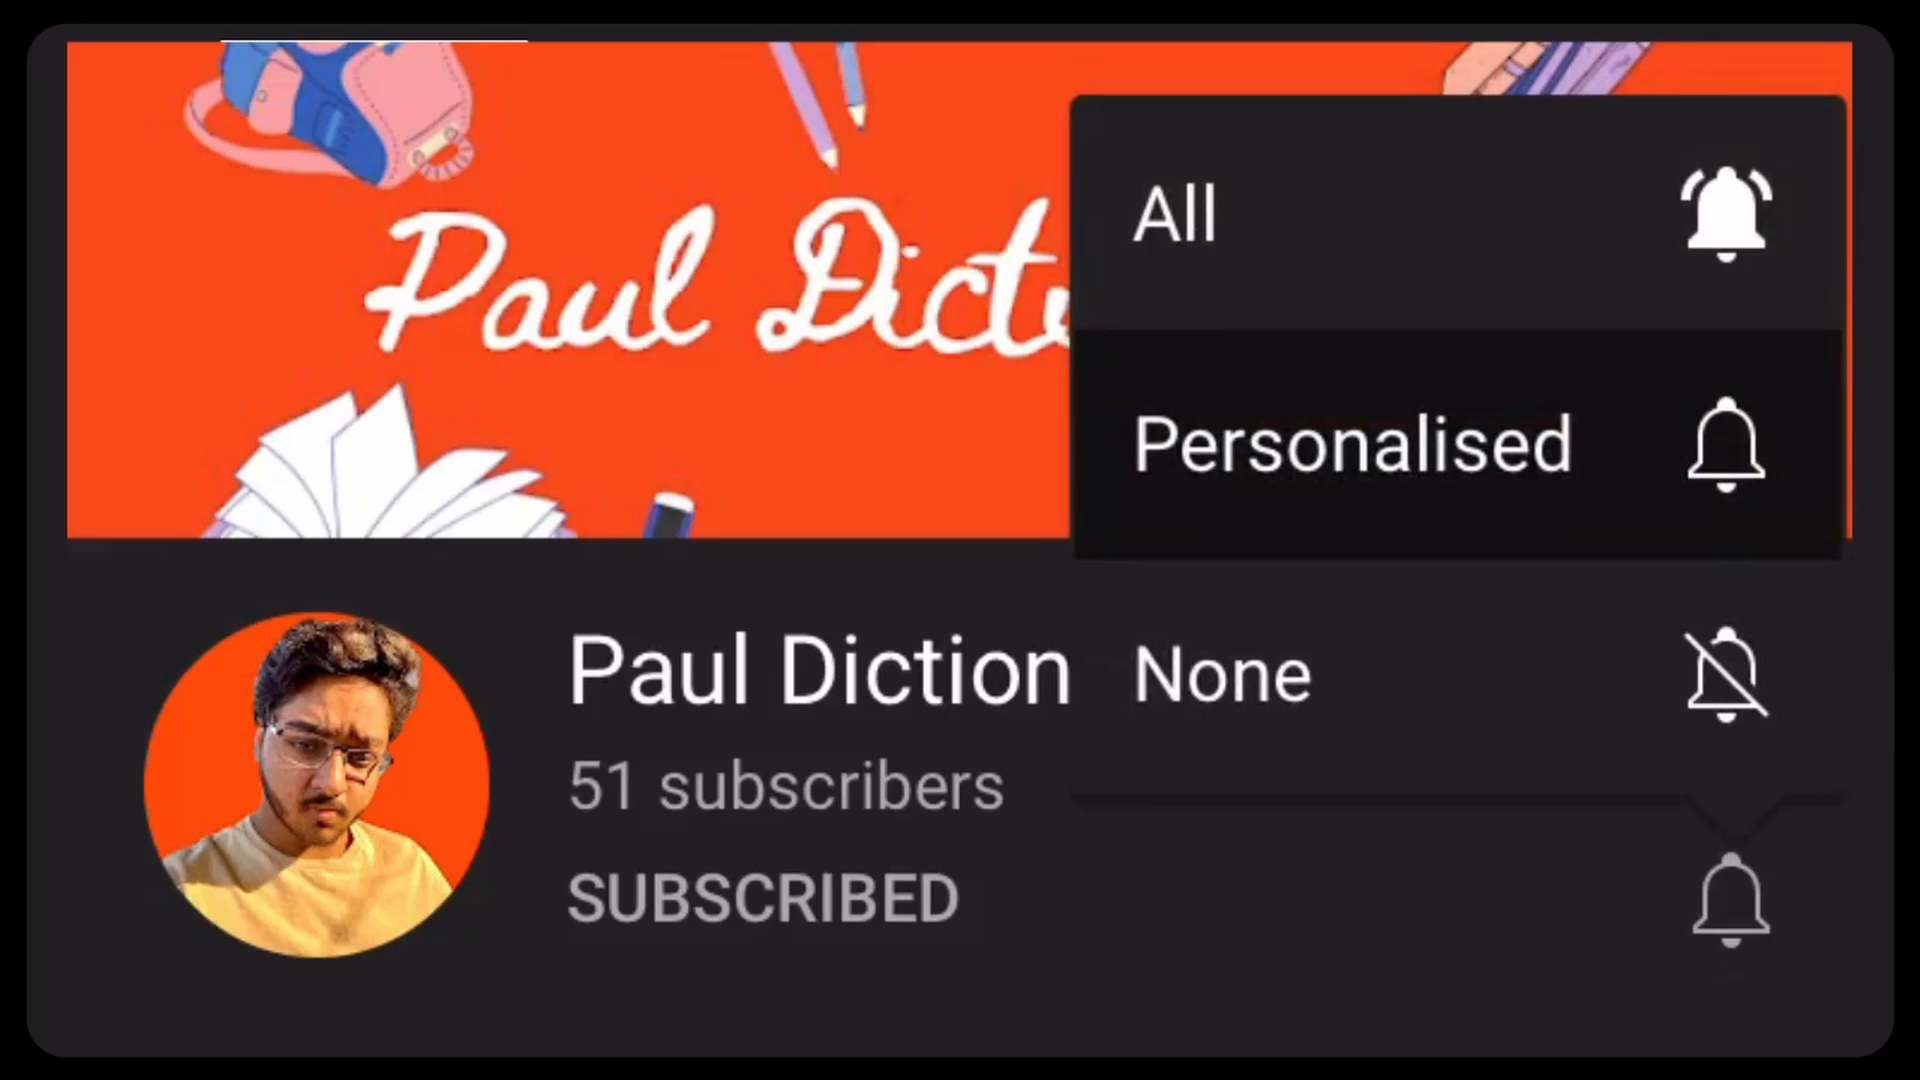 Paul Dict
All
Personalised
None
Paul Diction
51 subscribers
SUBSCRIBED